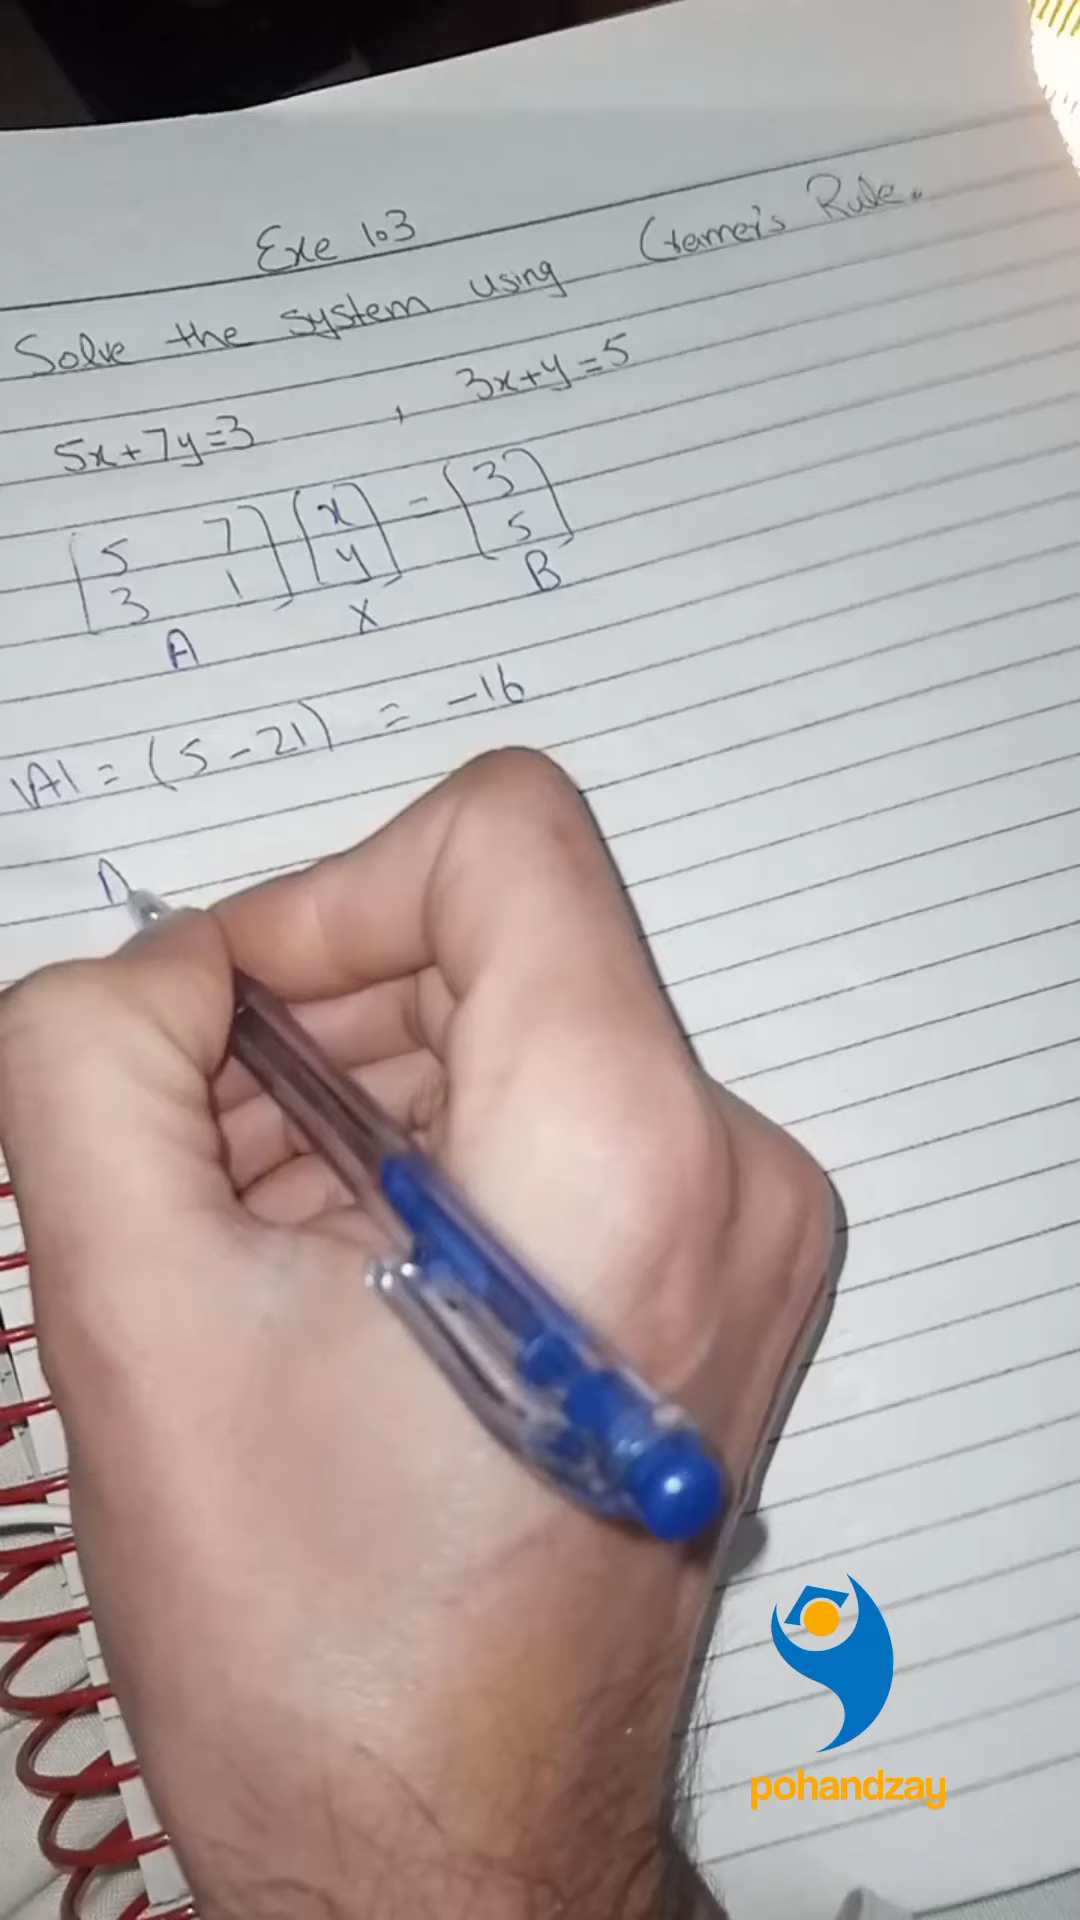 Exe 1.3
Solve the system using Cramer's Rule.
5x+7y=3 , 3x+y=5
[5 7] [x] = [3]
[3 1] [y] [5]
A X B
|A| = (5-21) = -16
pohandzay